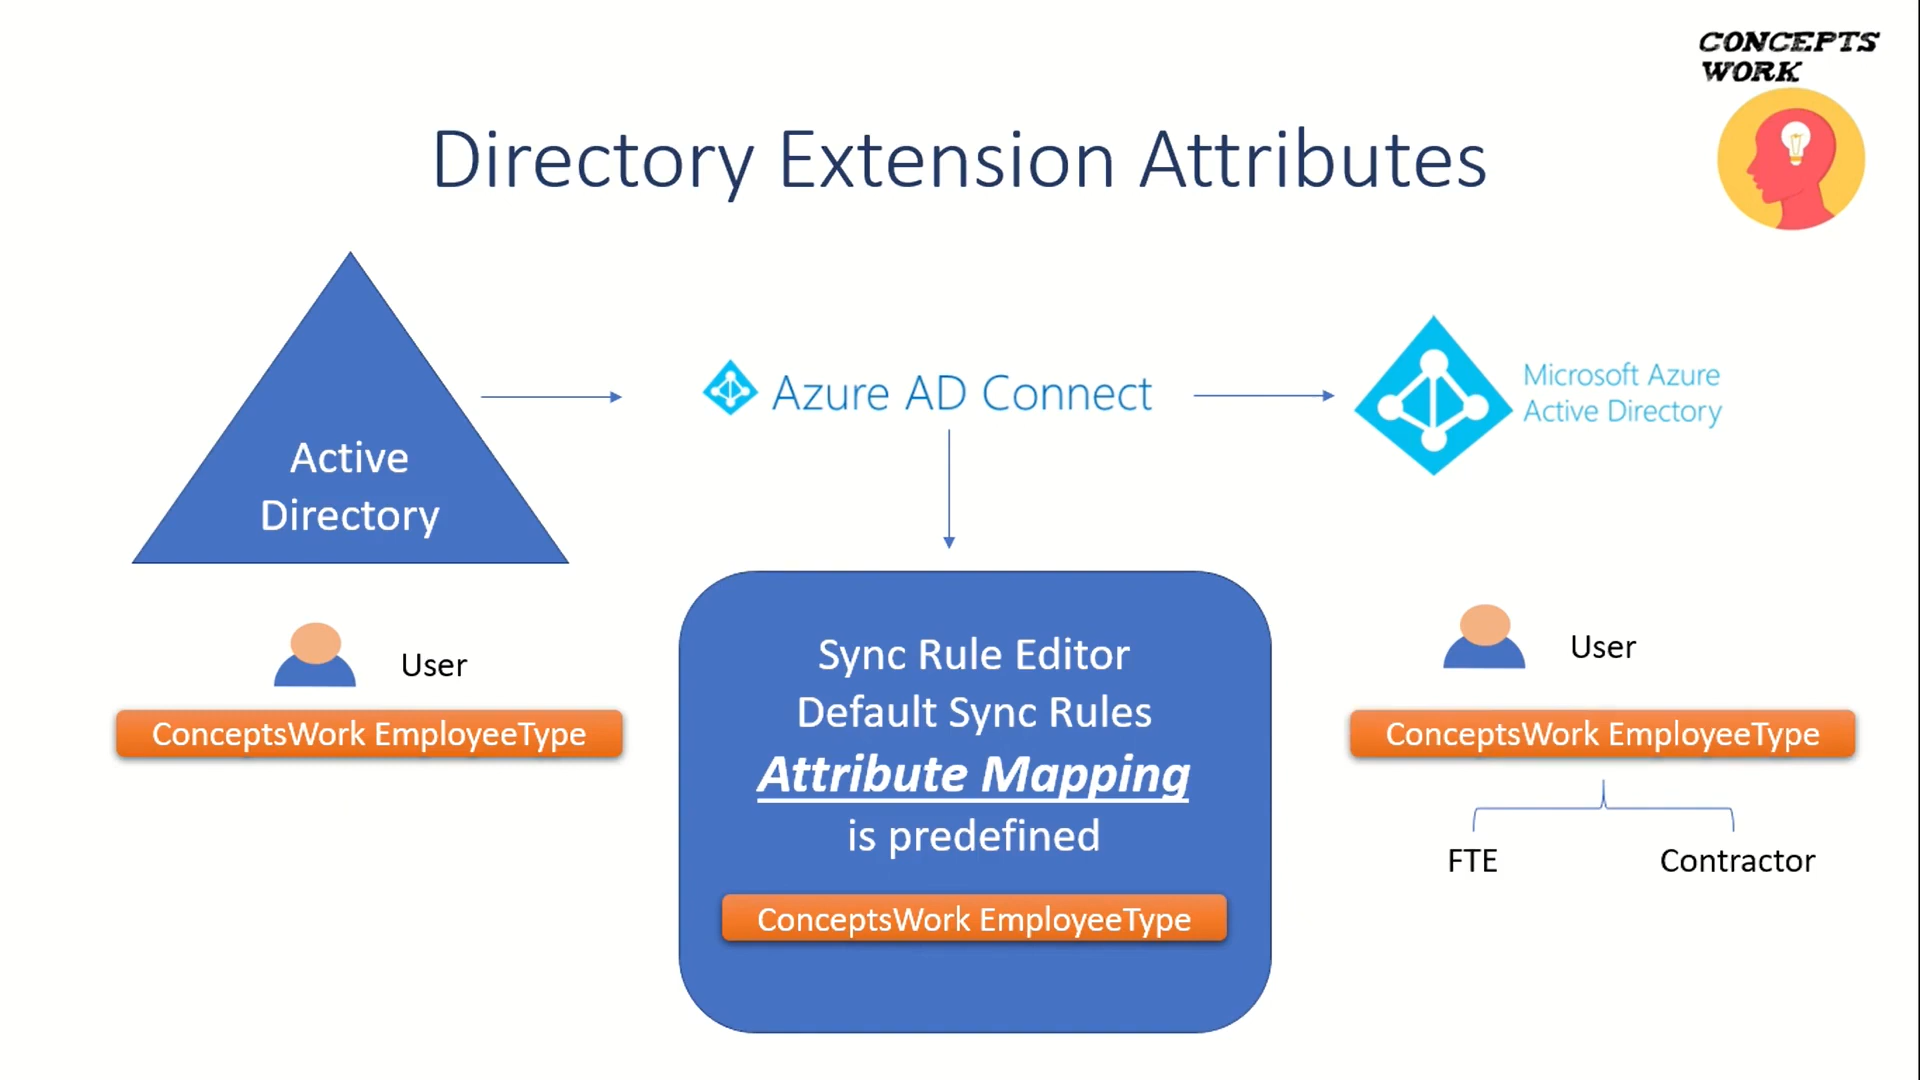 CONCEPTS
WORK
Directory Extension Attributes
Active
Directory
Azure AD Connect
Microsoft Azure
Active Directory
User
ConceptsWork EmployeeType
Sync Rule Editor
Default Sync Rules
Attribute Mapping
is predefined
ConceptsWork EmployeeType
User
ConceptsWork EmployeeType
FTE
Contractor